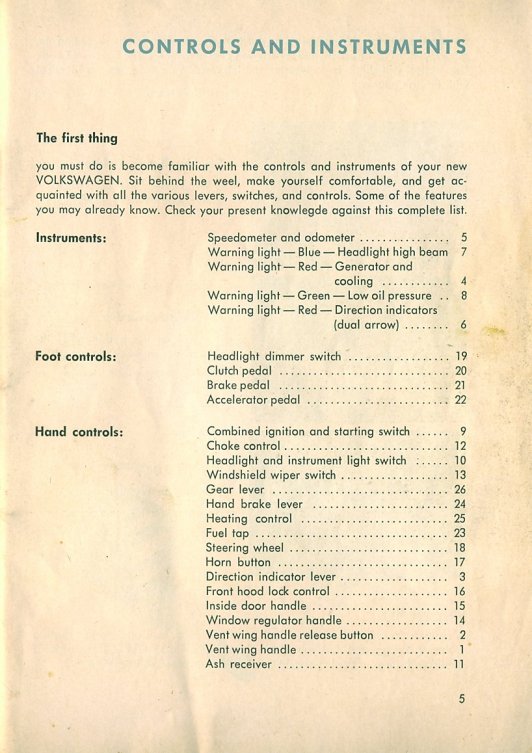 CONTROLS AND INSTRUMENTS
The first thing
you must do is become familiar with the controls and instruments of your new
VOLKSWAGEN. Sit behind the weel, make yourself comfortable, and get ac-
quainted with all the various levers, switches, and controls. Some of the features
you may already know. Check your present knowlegde against this complete list.
Instruments: Speedometer and odometer ................ 5
Warning light — Blue — Headlight high beam 7
Warning light — Red — Generator and
cooling ............ 4
Warning light — Green — Low oil pressure .. 8
Warning light — Red — Direction indicators
(dual arrow) ........ 6
Foot controls: Headlight dimmer switch .................. 19
Clutch pedal .............................. 20
Brake pedal .............................. 21
Accelerator pedal ......................... 22
Hand controls: Combined ignition and starting switch ...... 9
Choke control ............................. 12
Headlight and instrument light switch ...... 10
Windshield wiper switch ................... 13
Gear lever ............................... 26
Hand brake lever ........................ 24
Heating control .......................... 25
Fuel tap .................................. 23
Steering wheel ............................ 18
Horn button .............................. 17
Direction indicator lever ................... 3
Front hood lock control .................... 16
Inside door handle ........................ 15
Window regulator handle .................. 14
Vent wing handle release button ............ 2
Vent wing handle .......................... 1
Ash receiver .............................. 11
5